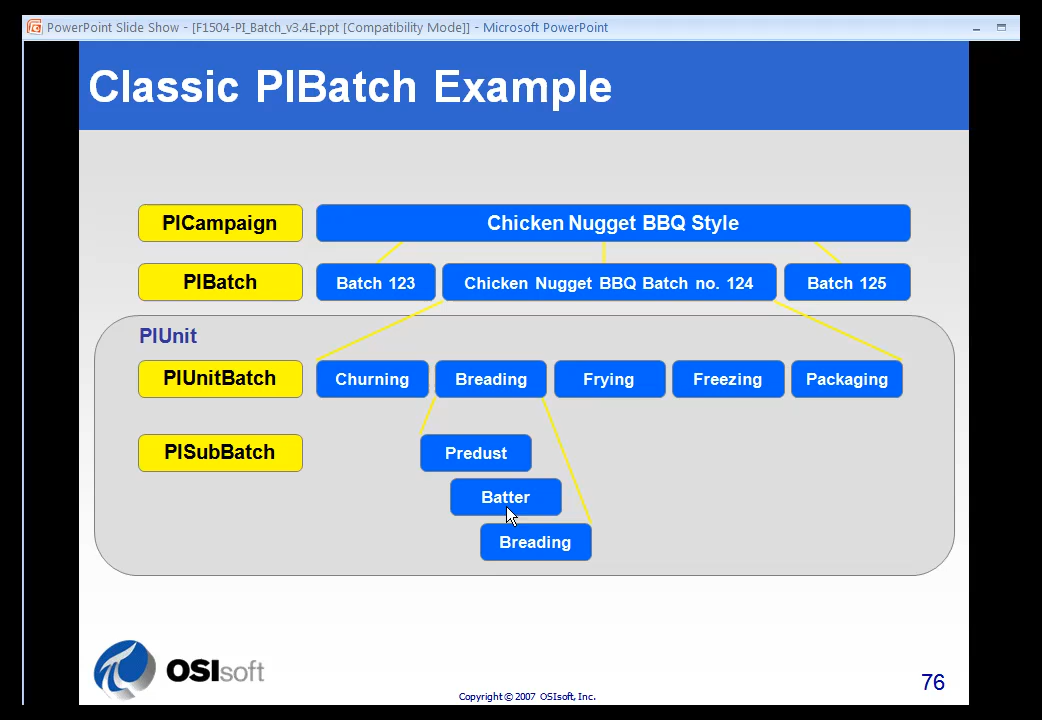 PowerPoint Slide Show - [F1504-PI_Batch_v3.4E.ppt [Compatibility Mode]] - Microsoft PowerPoint
Classic PIBatch Example
PICampaign
Chicken Nugget BBQ Style
PIBatch
Batch 123
Chicken Nugget BBQ Batch no. 124
Batch 125
PIUnit
PIUnitBatch
Churning
Breading
Frying
Freezing
Packaging
PISubBatch
Predust
Batter
Breading
OSIsoft
Copyright © 2007 OSIsoft, Inc.
76